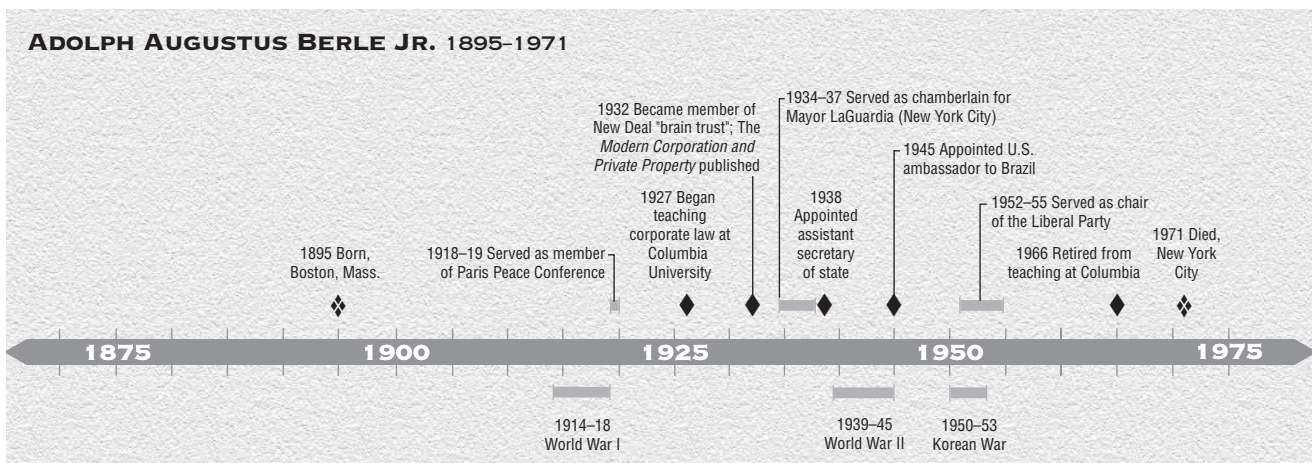 ADOLPH AUGUSTUS BERLE JR. 1895–1971
1895 Born,
Boston, Mass.
1918–19 Served as member
of Paris Peace Conference
1927 Began
teaching
corporate law at
Columbia
University
1932 Became member of
New Deal "brain trust"; The
Modern Corporation and
Private Property published
1934–37 Served as chamberlain for
Mayor LaGuardia (New York City)
1938
Appointed
assistant
secretary
of state
1945 Appointed U.S.
ambassador to Brazil
1952–55 Served as chair
of the Liberal Party
1966 Retired from
teaching at Columbia
1971 Died,
New York
City
1875 1900 1925 1950 1975
1914–18
World War I
1939–45
World War II
1950–53
Korean War